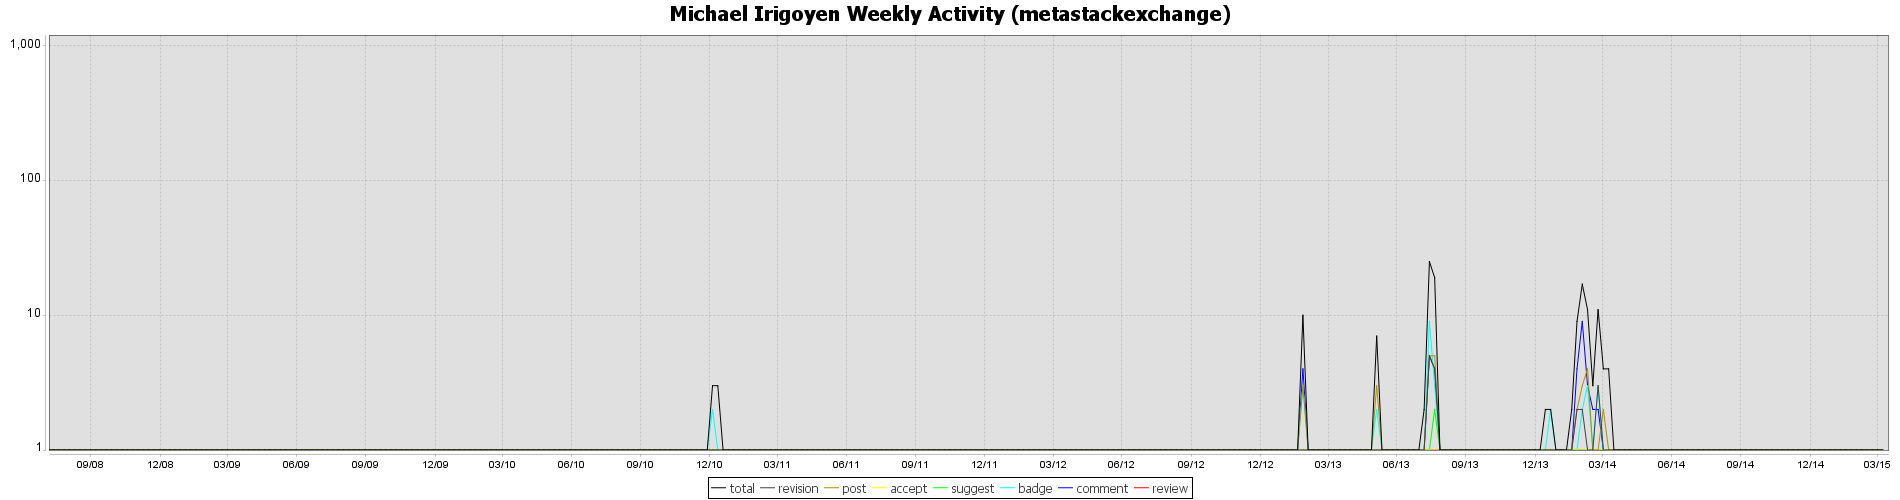 Michael Irigoyen Weekly Activity (metastackexchange)
1,000
100
10
1
09/08 12/08 03/09 06/09 09/09 12/09 03/10 06/10 09/10 12/10 03/11 06/11 09/11 12/11 03/12 06/12 09/12 12/12 03/13 06/13 09/13 12/13 03/14 06/14 09/14 12/14 03/15
total revision post accept suggest badge comment review